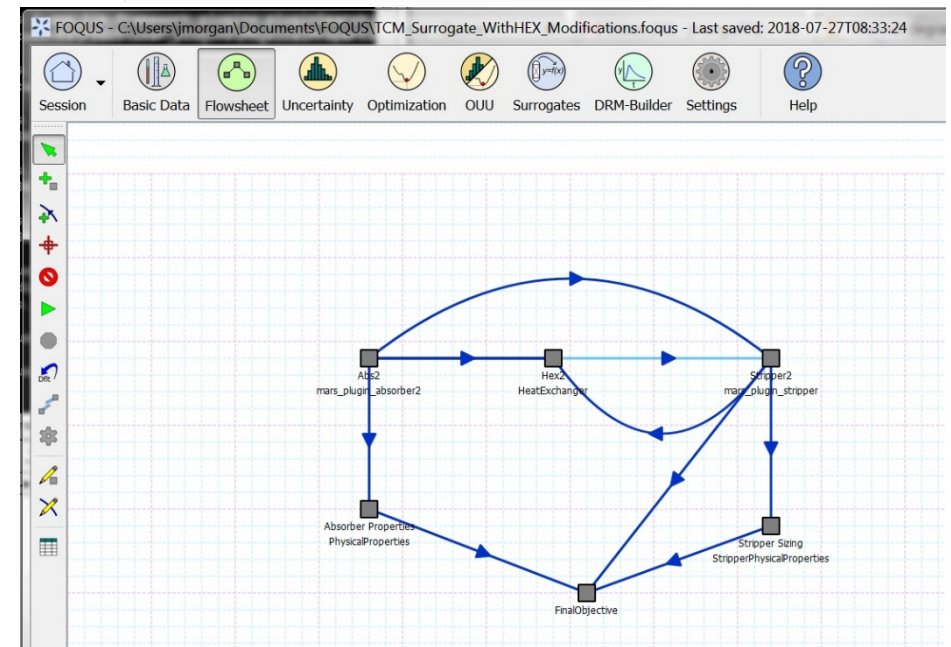 FOQUS - C:\Users\jmorgan\Documents\FOQUS\TCM_Surrogate_WithHEX_Modifications.foqus - Last saved: 2018-07-27T08:33:24
y=f(x)
Session Basic Data Flowsheet Uncertainty Optimization OUU Surrogates DRM-Builder Settings Help
Abs2 Hex2 Stripper2
mars_plugin_absorber2 HeatExchanger mars_plugin_stripper
Dflt
Absorber Properties
PhysicalProperties
Stripper Sizing
StripperPhysicalProperties
FinalObjective